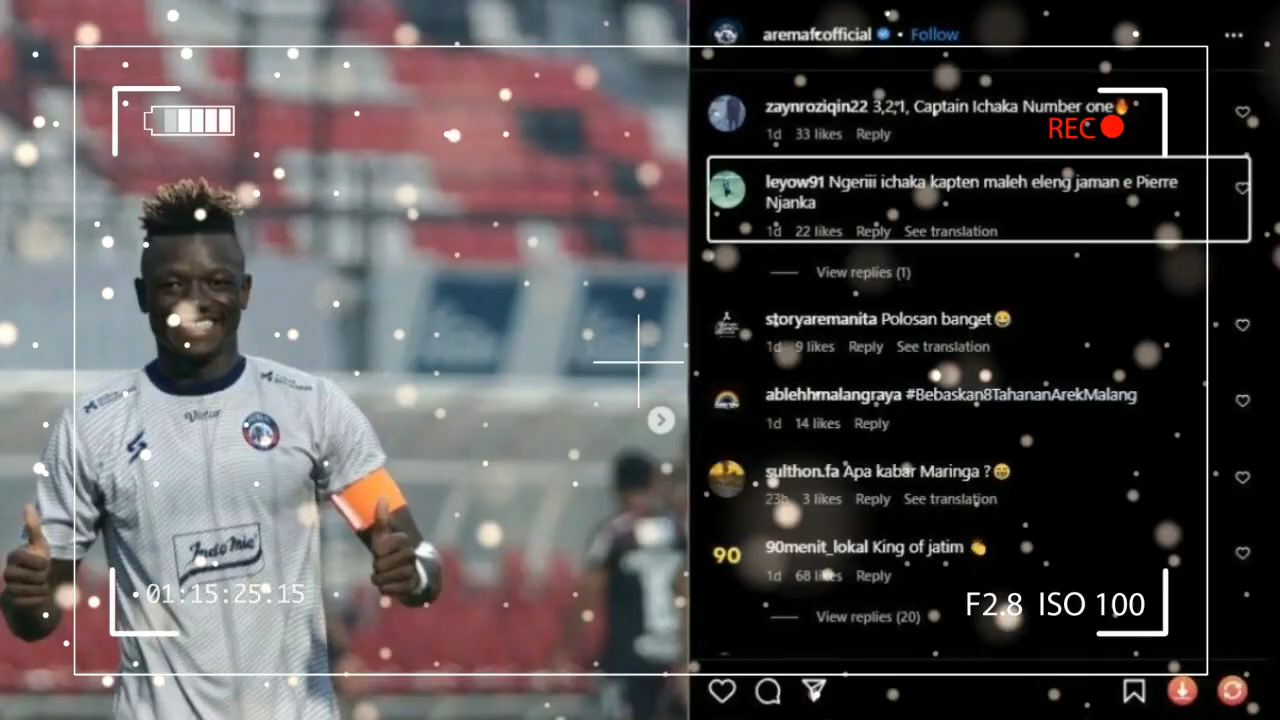 aremafcofficial • Follow
zaynroziqin22 3,2,1, Captain Ichaka Number one🔥
1d 33 likes Reply
REC
leyow91 Ngeriii ichaka kapten maleh eleng jaman e Pierre
Njanka
1d 22 likes Reply See translation
View replies (1)
storyaremanita Polosan banget😂
1d 9 likes Reply See translation
ablehhmalangraya #Bebaskan8TahananArekMalang
1d 14 likes Reply
sulthon.fa Apa kabar Maringa ?😁
23h 3 likes Reply See translation
90
90menit_lokal King of jatim 👏
1d 68 likes Reply
View replies (20)
Vidio
Indomie
01:15:25.15
F2.8 ISO 100